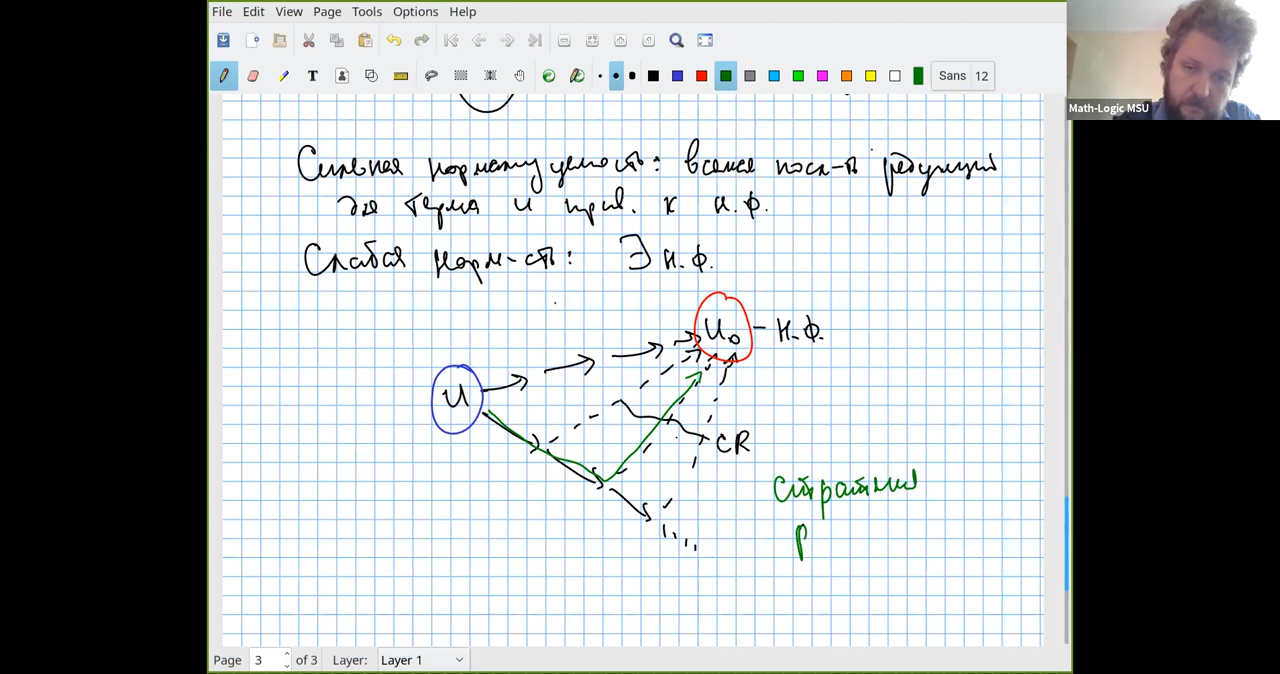 File Edit View Page Tools Options Help
Sans 12
Math-Logic MSU
Сильная нормализуемость: всякая посл-ть редукций
для терма u прив. к н.ф.
Слабая норм-сть: ∃ н.ф.
u₀ — н.ф.
u
CR
Стратегия
р
Page 3 of 3 Layer: Layer 1